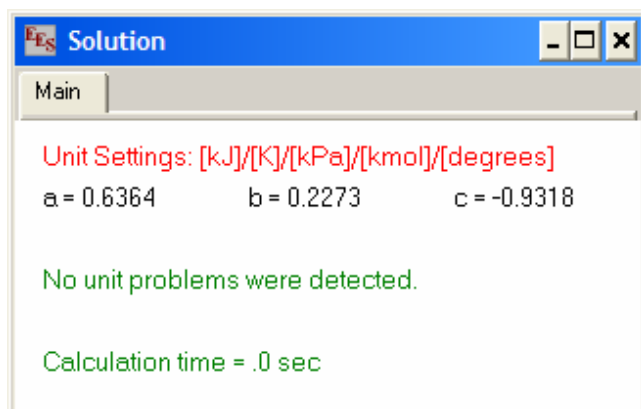 EES Solution
Main
Unit Settings: [kJ]/[K]/[kPa]/[kmol]/[degrees]
a = 0.6364 b = 0.2273 c = -0.9318
No unit problems were detected.
Calculation time = .0 sec